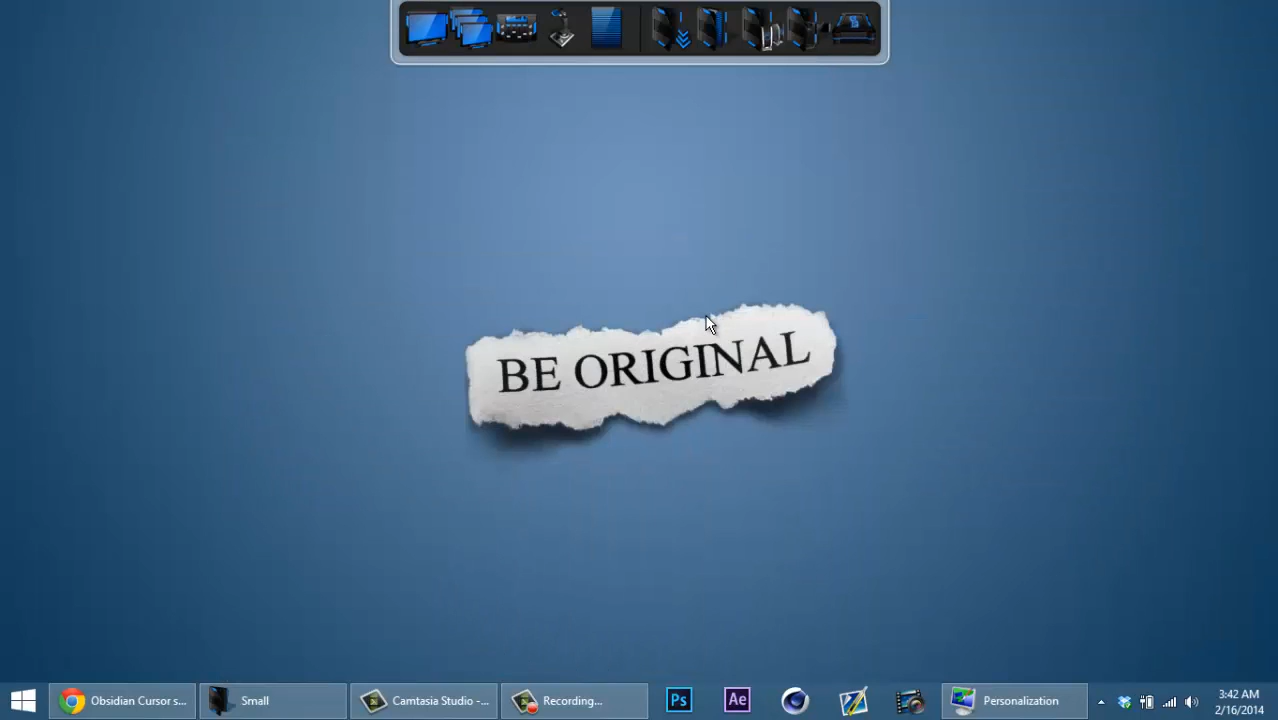 BE ORIGINAL
Obsidian Cursor s...
Small
Camtasia Studio -...
Recording...
Ps
Ae
Personalization
3:42 AM
2/16/2014